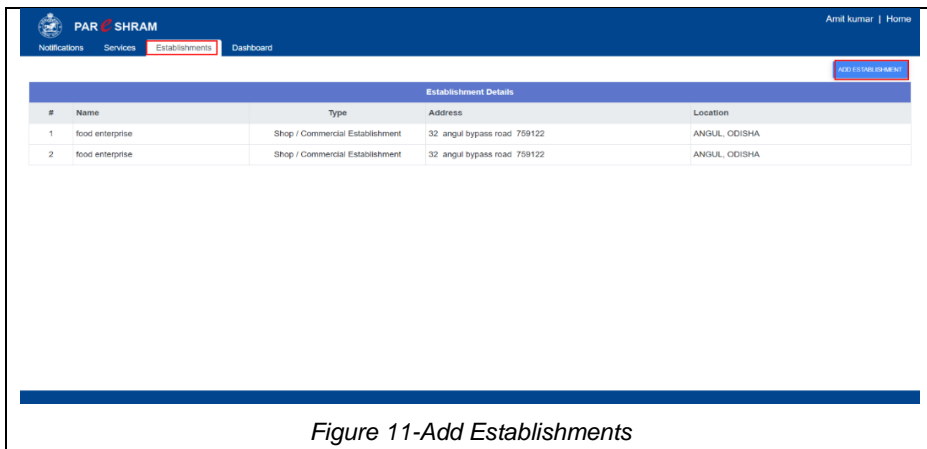 PAR e SHRAM
Amit kumar | Home
Notifications Services Establishments Dashboard
ADD ESTABLISHMENT
Establishment Details
# Name Type Address Location
1 food enterprise Shop / Commercial Establishment 32 angul bypass road 759122 ANGUL, ODISHA
2 food enterprise Shop / Commercial Establishment 32 angul bypass road 759122 ANGUL, ODISHA
Figure 11-Add Establishments